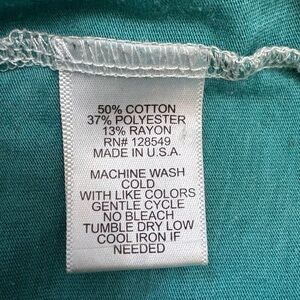 50% COTTON
37% POLYESTER
13% RAYON
RN# 128549
MADE IN U.S.A.
MACHINE WASH
COLD
WITH LIKE COLORS
GENTLE CYCLE
NO BLEACH
TUMBLE DRY LOW
COOL IRON IF
NEEDED